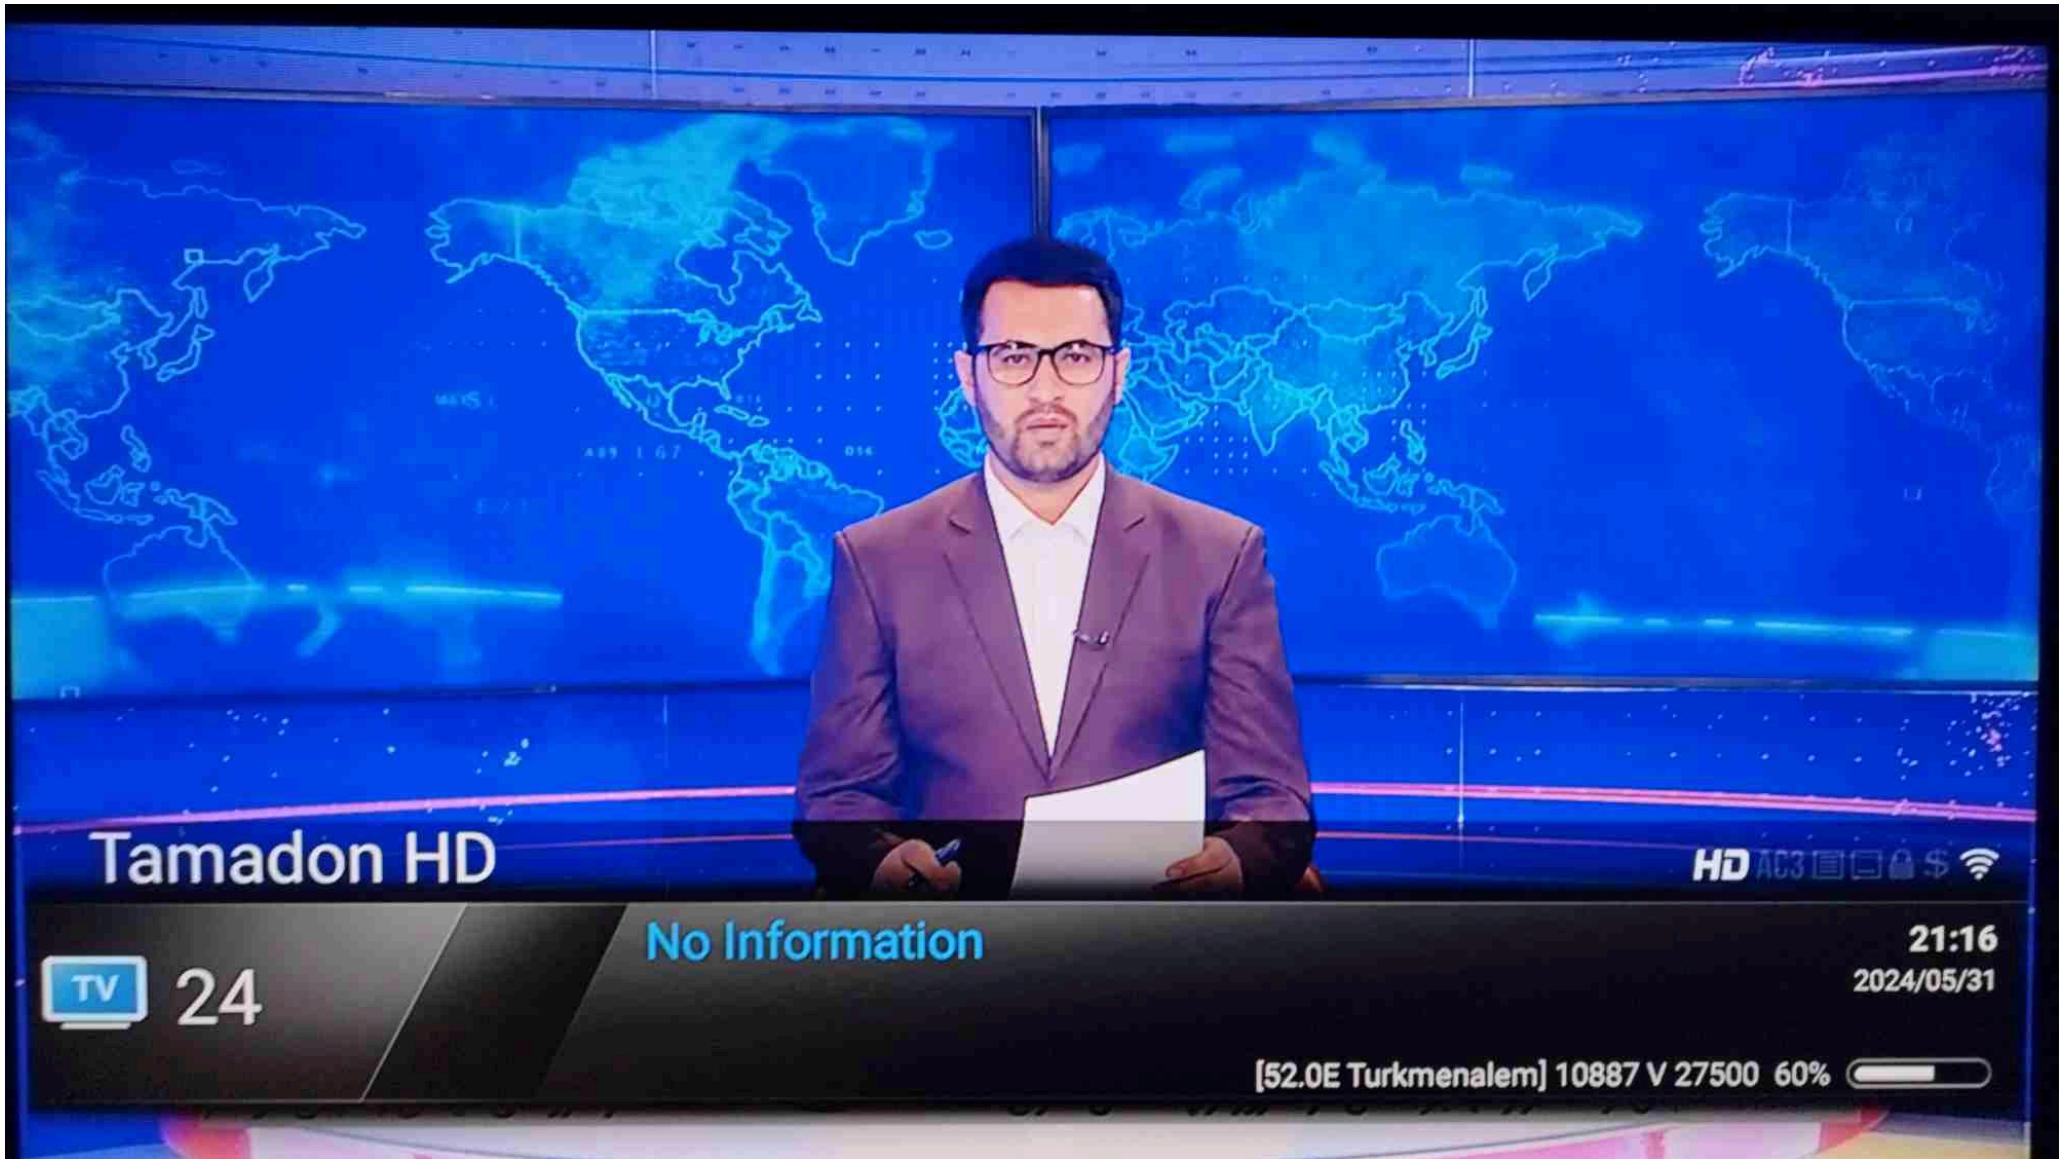 Tamadon HD
HD AC3 $
TV 24
No Information
21:16
2024/05/31
[52.0E Turkmenalem] 10887 V 27500 60%